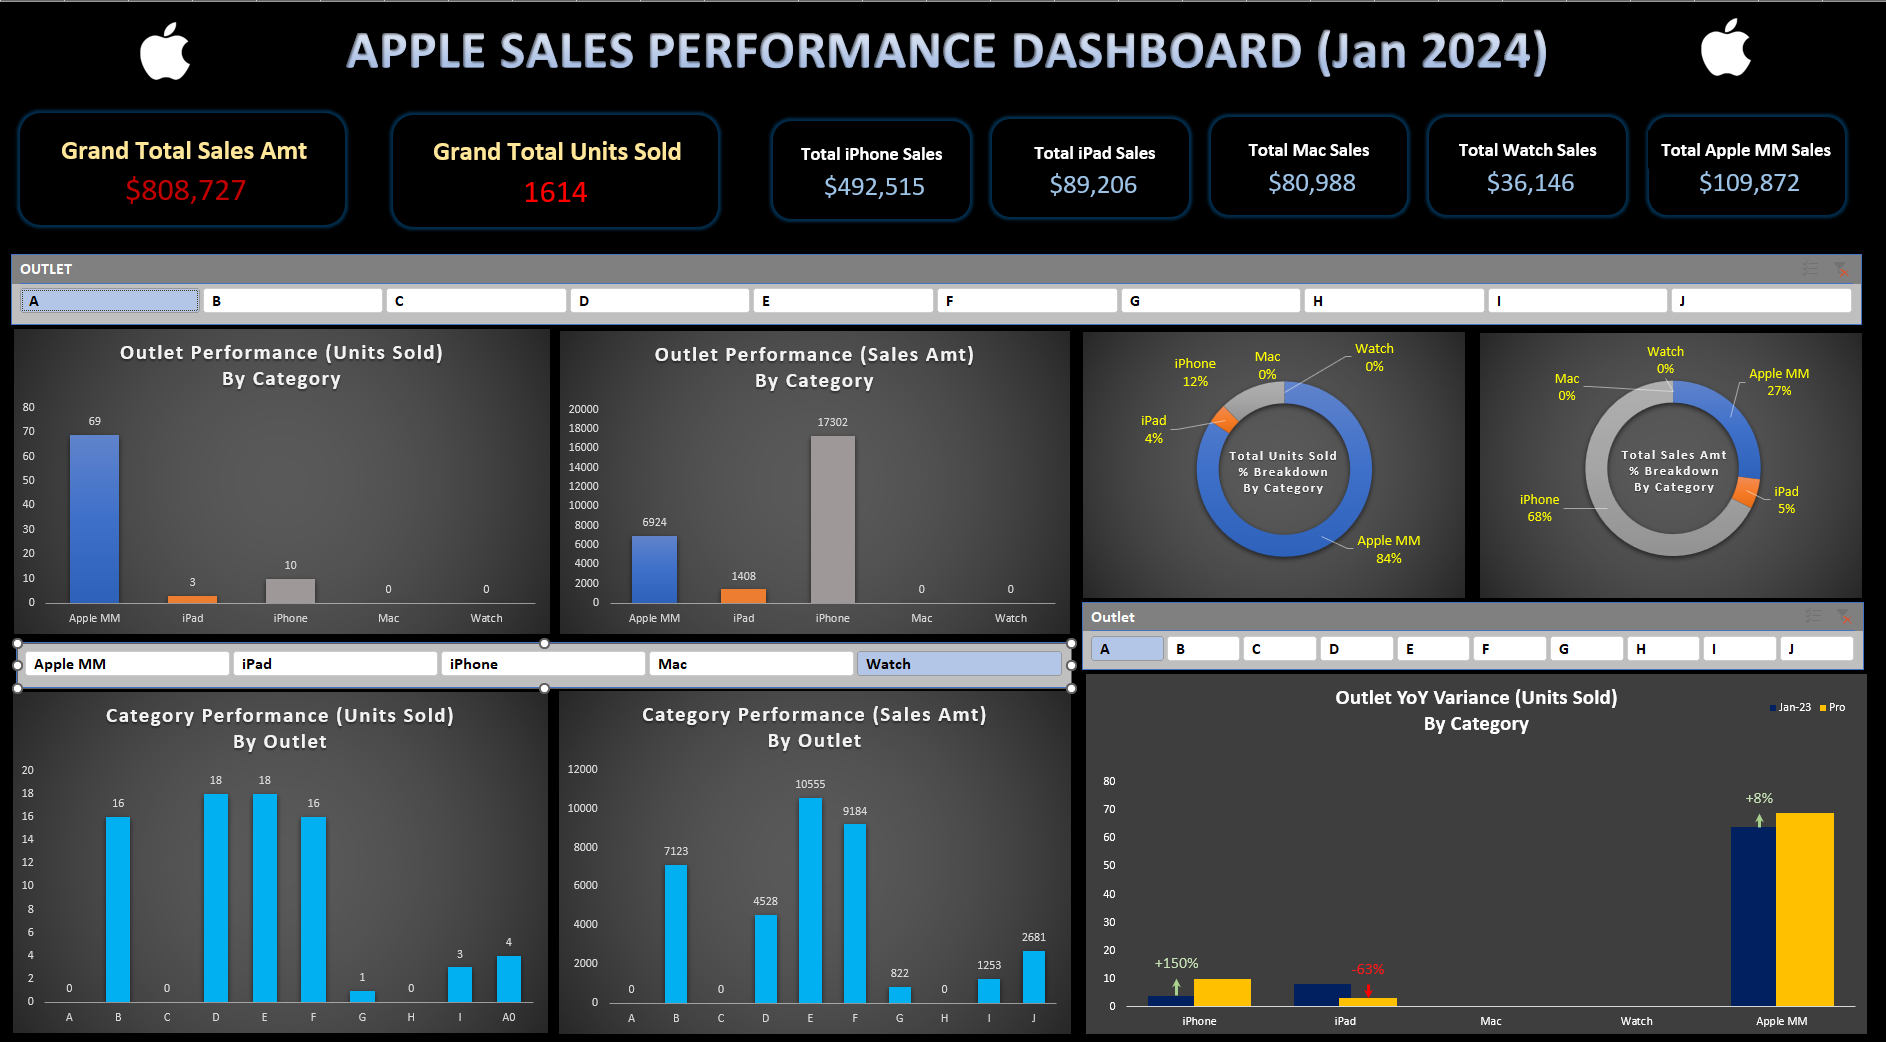 APPLE SALES PERFORMANCE DASHBOARD (Jan 2024)
Grand Total Sales Amt
$808,727
Grand Total Units Sold
1614
Total iPhone Sales
$492,515
Total iPad Sales
$89,206
Total Mac Sales
$80,988
Total Watch Sales
$36,146
Total Apple MM Sales
$109,872
OUTLET
A B C D E F G H I J
Outlet Performance (Units Sold)
By Category
80
70
60
50
40
30
20
10
0
69
3
10
0
0
Apple MM iPad iPhone Mac Watch
Outlet Performance (Sales Amt)
By Category
20000
18000
16000
14000
12000
10000
8000
6000
4000
2000
0
6924
1408
17302
0
0
Apple MM iPad iPhone Mac Watch
Watch
0%
Mac
0%
iPhone
12%
iPad
4%
Total Units Sold
% Breakdown
By Category
Apple MM
84%
Watch
0%
Apple MM
27%
Mac
0%
Total Sales Amt
% Breakdown
By Category
iPad
5%
iPhone
68%
Apple MM iPad iPhone Mac Watch
Outlet
A B C D E F G H I J
Category Performance (Units Sold)
By Outlet
20
18
16
14
12
10
8
6
4
2
0
0
16
0
18
18
16
1
0
3
4
A B C D E F G H I A0
Category Performance (Sales Amt)
By Outlet
12000
10000
8000
6000
4000
2000
0
0
7123
0
4528
10555
9184
822
0
1253
2681
A B C D E F G H I J
Outlet YoY Variance (Units Sold)
By Category
Jan-23 Pro
80
70
60
50
40
30
20
10
0
+150%
-63%
+8%
iPhone iPad Mac Watch Apple MM